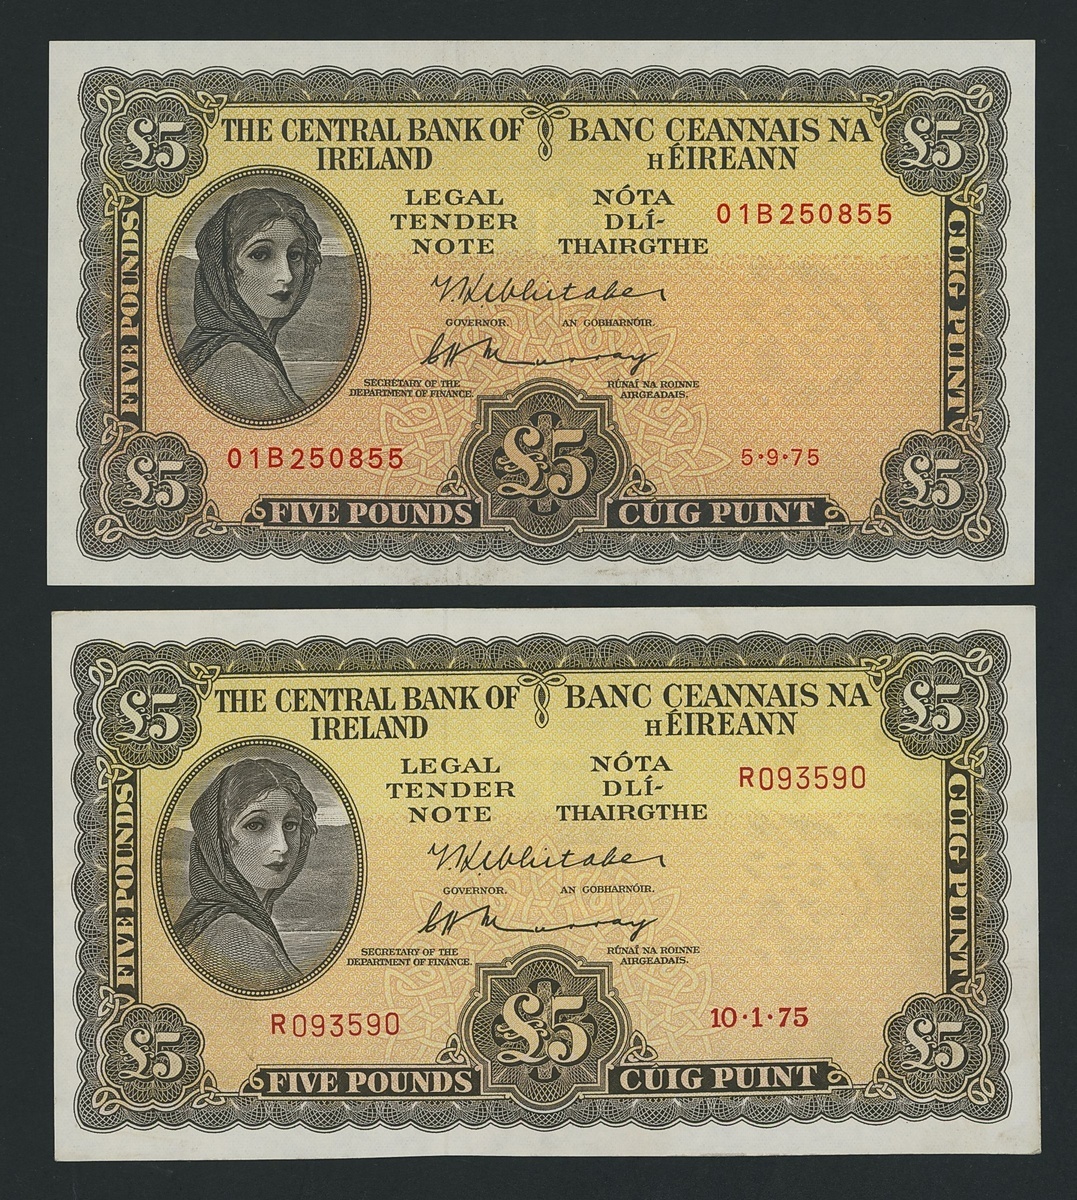 £5 THE CENTRAL BANK OF BANC CEANNAIS NA £5
IRELAND hÉIREANN
LEGAL NÓTA
TENDER DLÍ-
NOTE THAIRGTHE
01B250855
FIVE POUNDS
CÚIG PUINT
T.K.Whitaker
GOVERNOR. AN GOBHARNÓIR.
C H Murray
SECRETARY OF THE RÚNAÍ NA ROINNE
DEPARTMENT OF FINANCE. AIRGEADAIS.
01B250855 5·9·75
£5 £5 £5
FIVE POUNDS CÚIG PUINT
£5 THE CENTRAL BANK OF BANC CEANNAIS NA £5
IRELAND hÉIREANN
LEGAL NÓTA
TENDER DLÍ-
NOTE THAIRGTHE
R093590
FIVE POUNDS
CÚIG PUINT
T.K.Whitaker
GOVERNOR. AN GOBHARNÓIR.
C H Murray
SECRETARY OF THE RÚNAÍ NA ROINNE
DEPARTMENT OF FINANCE. AIRGEADAIS.
R093590 10·1·75
£5 £5 £5
FIVE POUNDS CÚIG PUINT